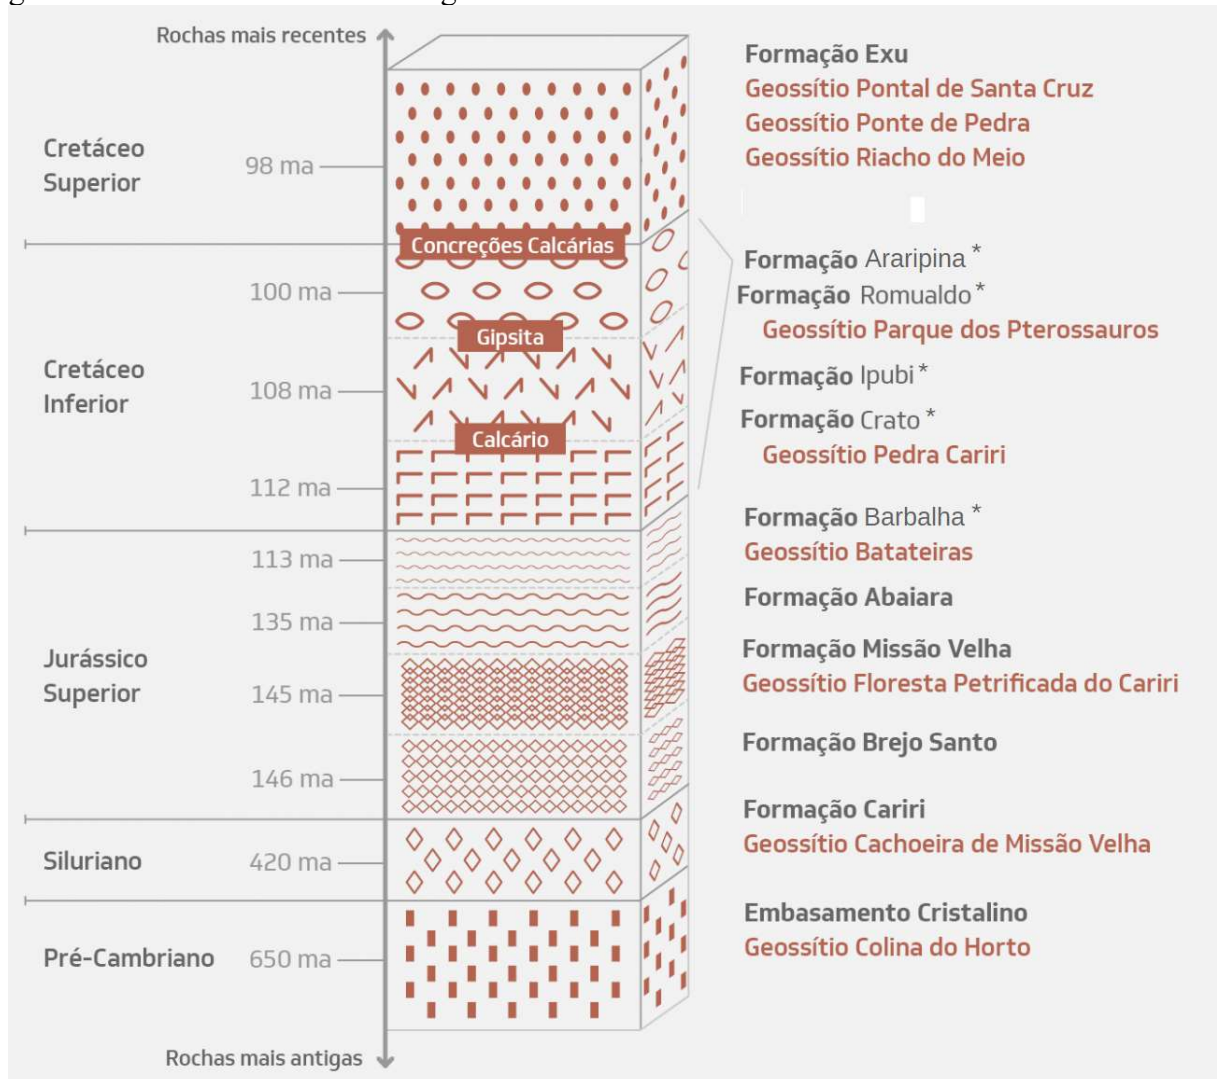 Rochas mais recentes
Cretáceo
Superior
98 ma
Formação Exu
Geossítio Pontal de Santa Cruz
Geossítio Ponte de Pedra
Geossítio Riacho do Meio
Concreções Calcárias
Cretáceo
Inferior
100 ma
Gipsita
108 ma
Calcário
112 ma
Formação Araripina *
Formação Romualdo *
Geossítio Parque dos Pterossauros
Formação Ipubi *
Formação Crato *
Geossítio Pedra Cariri
Jurássico
Superior
113 ma
135 ma
145 ma
146 ma
Formação Barbalha *
Geossítio Batateiras
Formação Abaiara
Formação Missão Velha
Geossítio Floresta Petrificada do Cariri
Formação Brejo Santo
Siluriano
420 ma
Formação Cariri
Geossítio Cachoeira de Missão Velha
Pré-Cambriano
650 ma
Embasamento Cristalino
Geossítio Colina do Horto
Rochas mais antigas